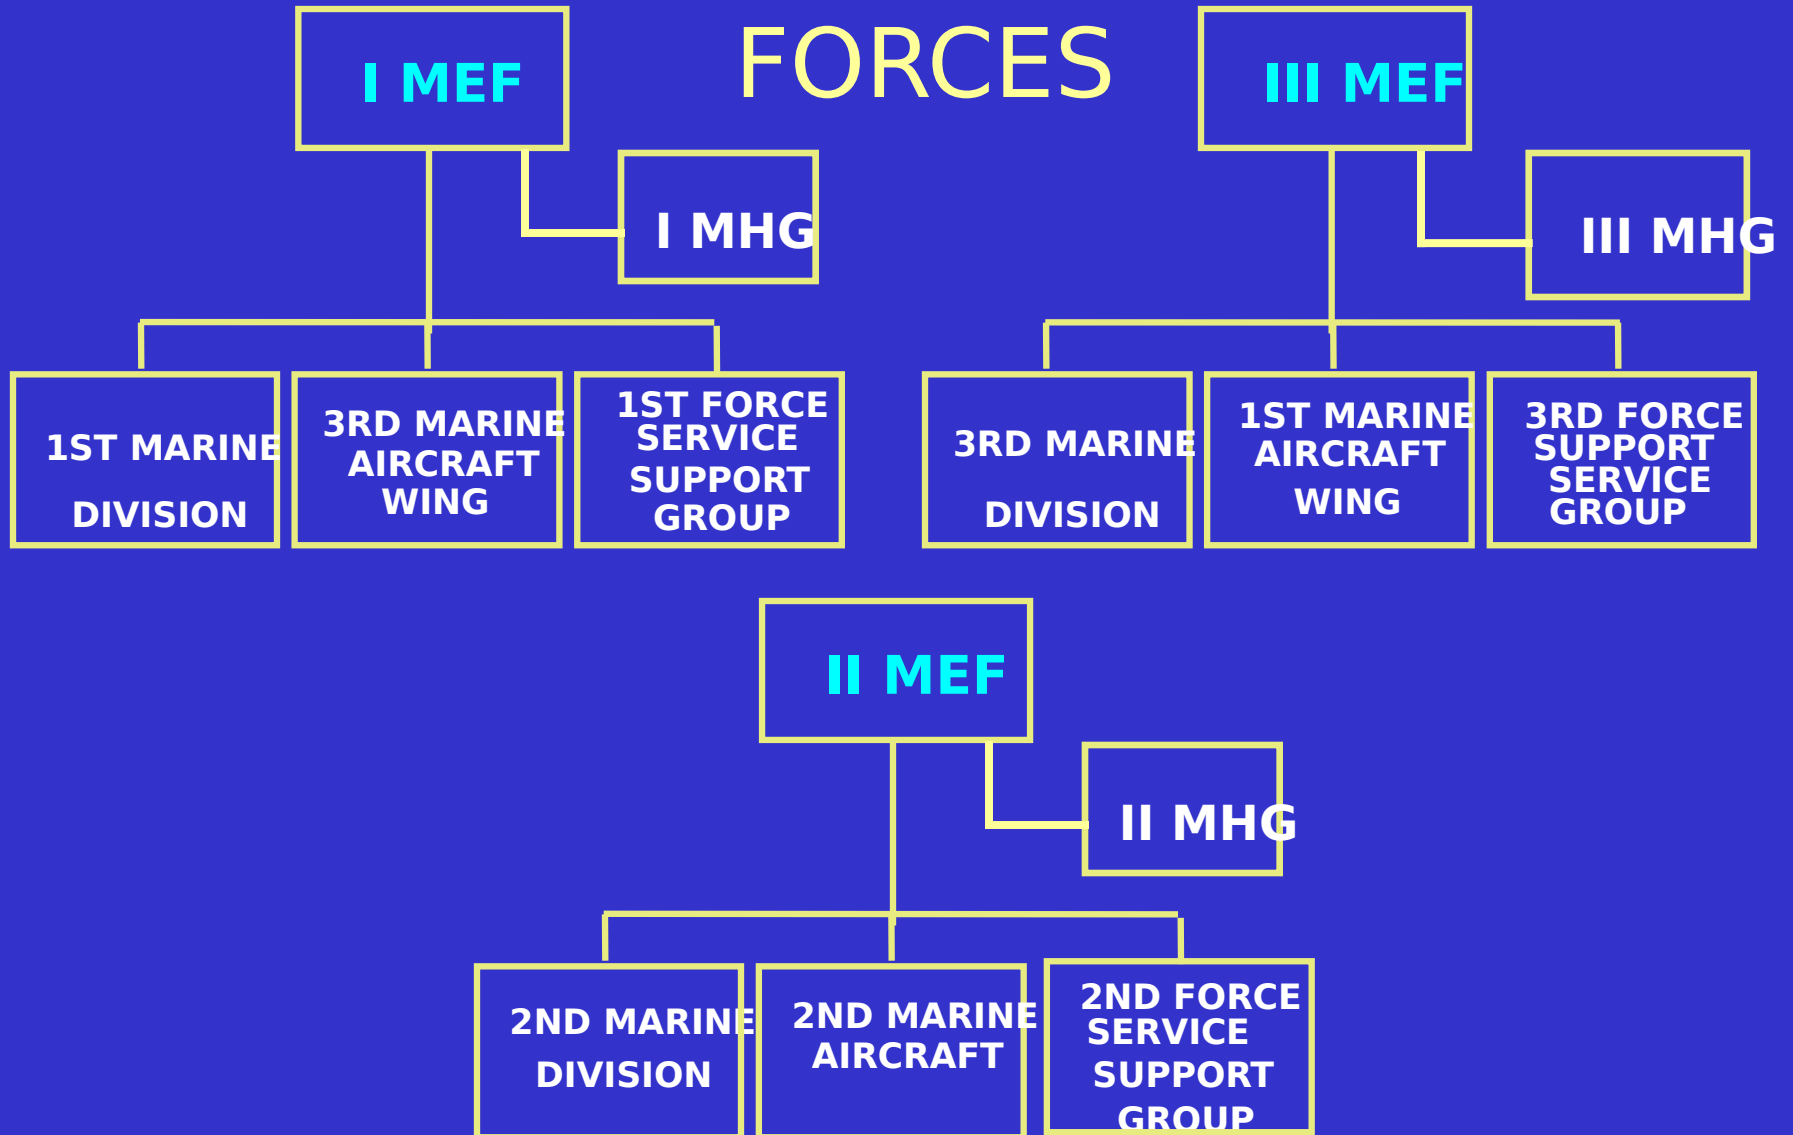 FORCES
I MEF
I MHG
1ST MARINE
DIVISION
3RD MARINE
AIRCRAFT
WING
1ST FORCE
SERVICE
SUPPORT
GROUP
III MEF
III MHG
3RD MARINE
DIVISION
1ST MARINE
AIRCRAFT
WING
3RD FORCE
SUPPORT
SERVICE
GROUP
II MEF
II MHG
2ND MARINE
DIVISION
2ND MARINE
AIRCRAFT
2ND FORCE
SERVICE
SUPPORT
GROUP